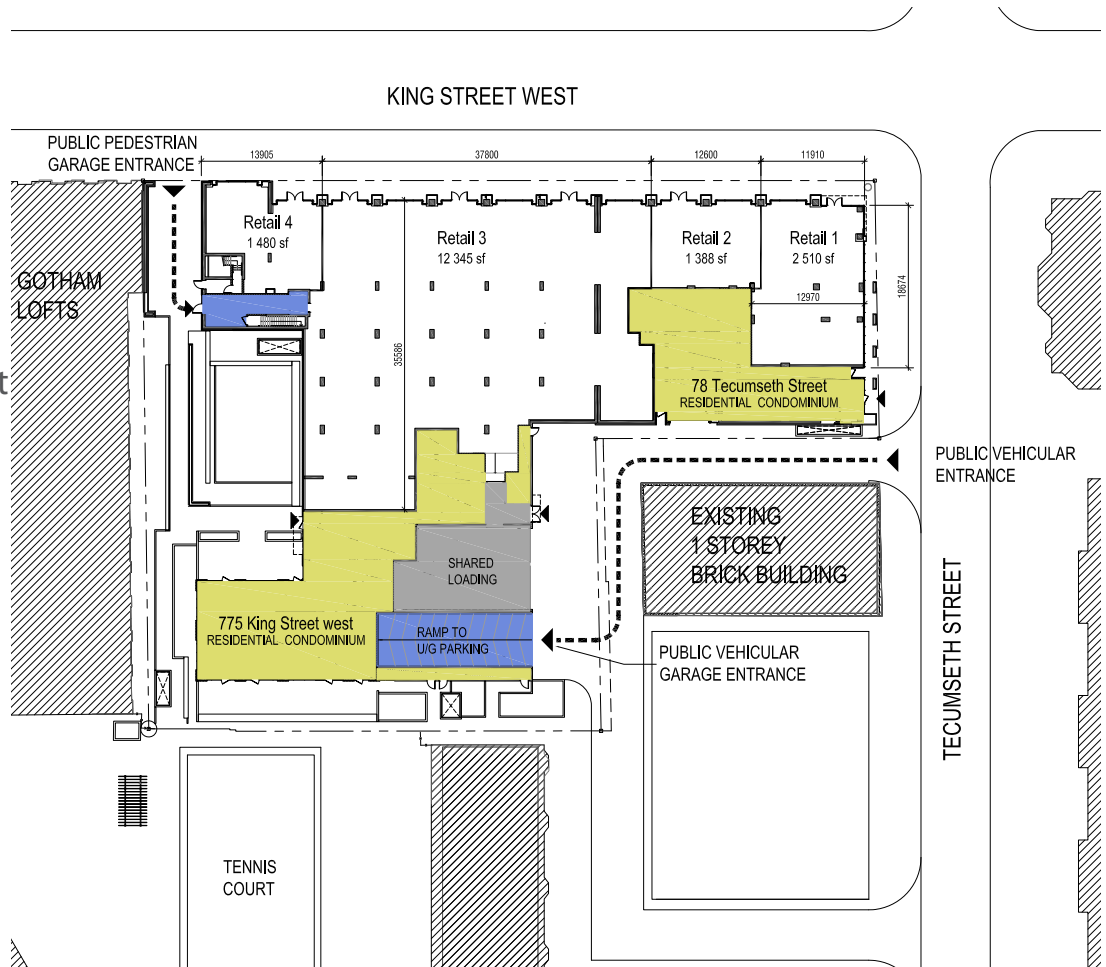 KING STREET WEST
PUBLIC PEDESTRIAN
GARAGE ENTRANCE
13905
37800
12600
11910
Retail 4
1 480 sf
Retail 3
12 345 sf
Retail 2
1 388 sf
Retail 1
2 510 sf
GOTHAM
LOFTS
12970
18674
35586
t
78 Tecumseth Street
RESIDENTIAL CONDOMINIUM
PUBLIC VEHICULAR
ENTRANCE
EXISTING
1 STOREY
BRICK BUILDING
SHARED
LOADING
775 King Street west
RESIDENTIAL CONDOMINIUM
RAMP TO
U/G PARKING
PUBLIC VEHICULAR
GARAGE ENTRANCE
TECUMSETH STREET
TENNIS
COURT